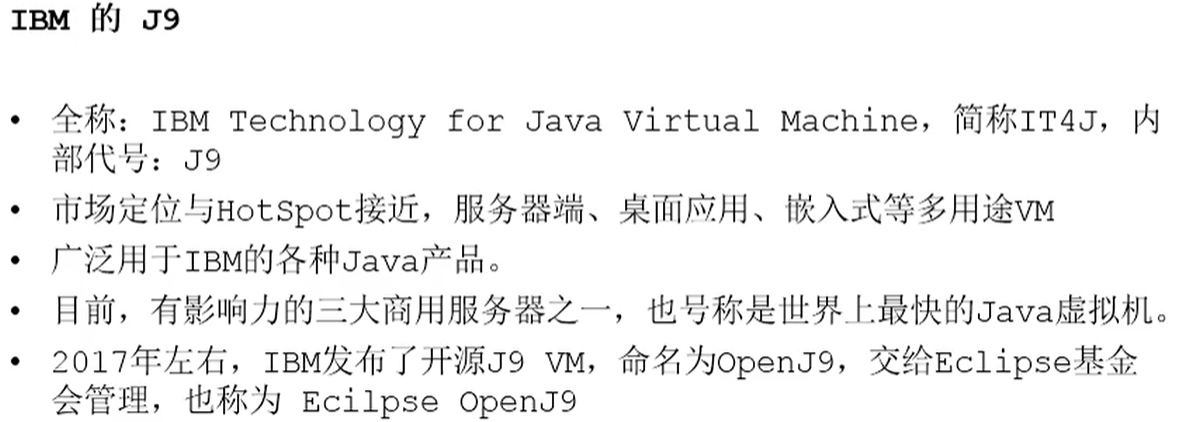 IBM 的 J9
• 全称：IBM Technology for Java Virtual Machine，简称IT4J，内
部代号：J9
• 市场定位与HotSpot接近，服务器端、桌面应用、嵌入式等多用途VM
• 广泛用于IBM的各种Java产品。
• 目前，有影响力的三大商用服务器之一，也号称是世界上最快的Java虚拟机。
• 2017年左右，IBM发布了开源J9 VM，命名为OpenJ9，交给Eclipse基金
会管理，也称为 Ecilpse OpenJ9